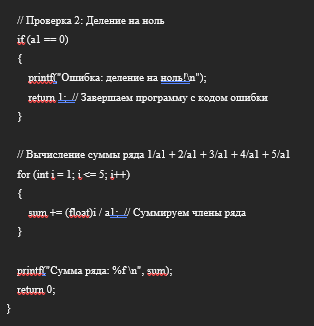 // Проверка 2: Деление на ноль
if (a1 == 0)
{
printf("Ошибка: деление на ноль!\n");
return 1; // Завершаем программу с кодом ошибки
}
// Вычисление суммы ряда 1/a1 + 2/a1 + 3/a1 + 4/a1 + 5/a1
for (int i = 1; i <= 5; i++)
{
sum += (float)i / a1; // Суммируем члены ряда
}
printf("Сумма ряда: %f \n", sum);
return 0;
}